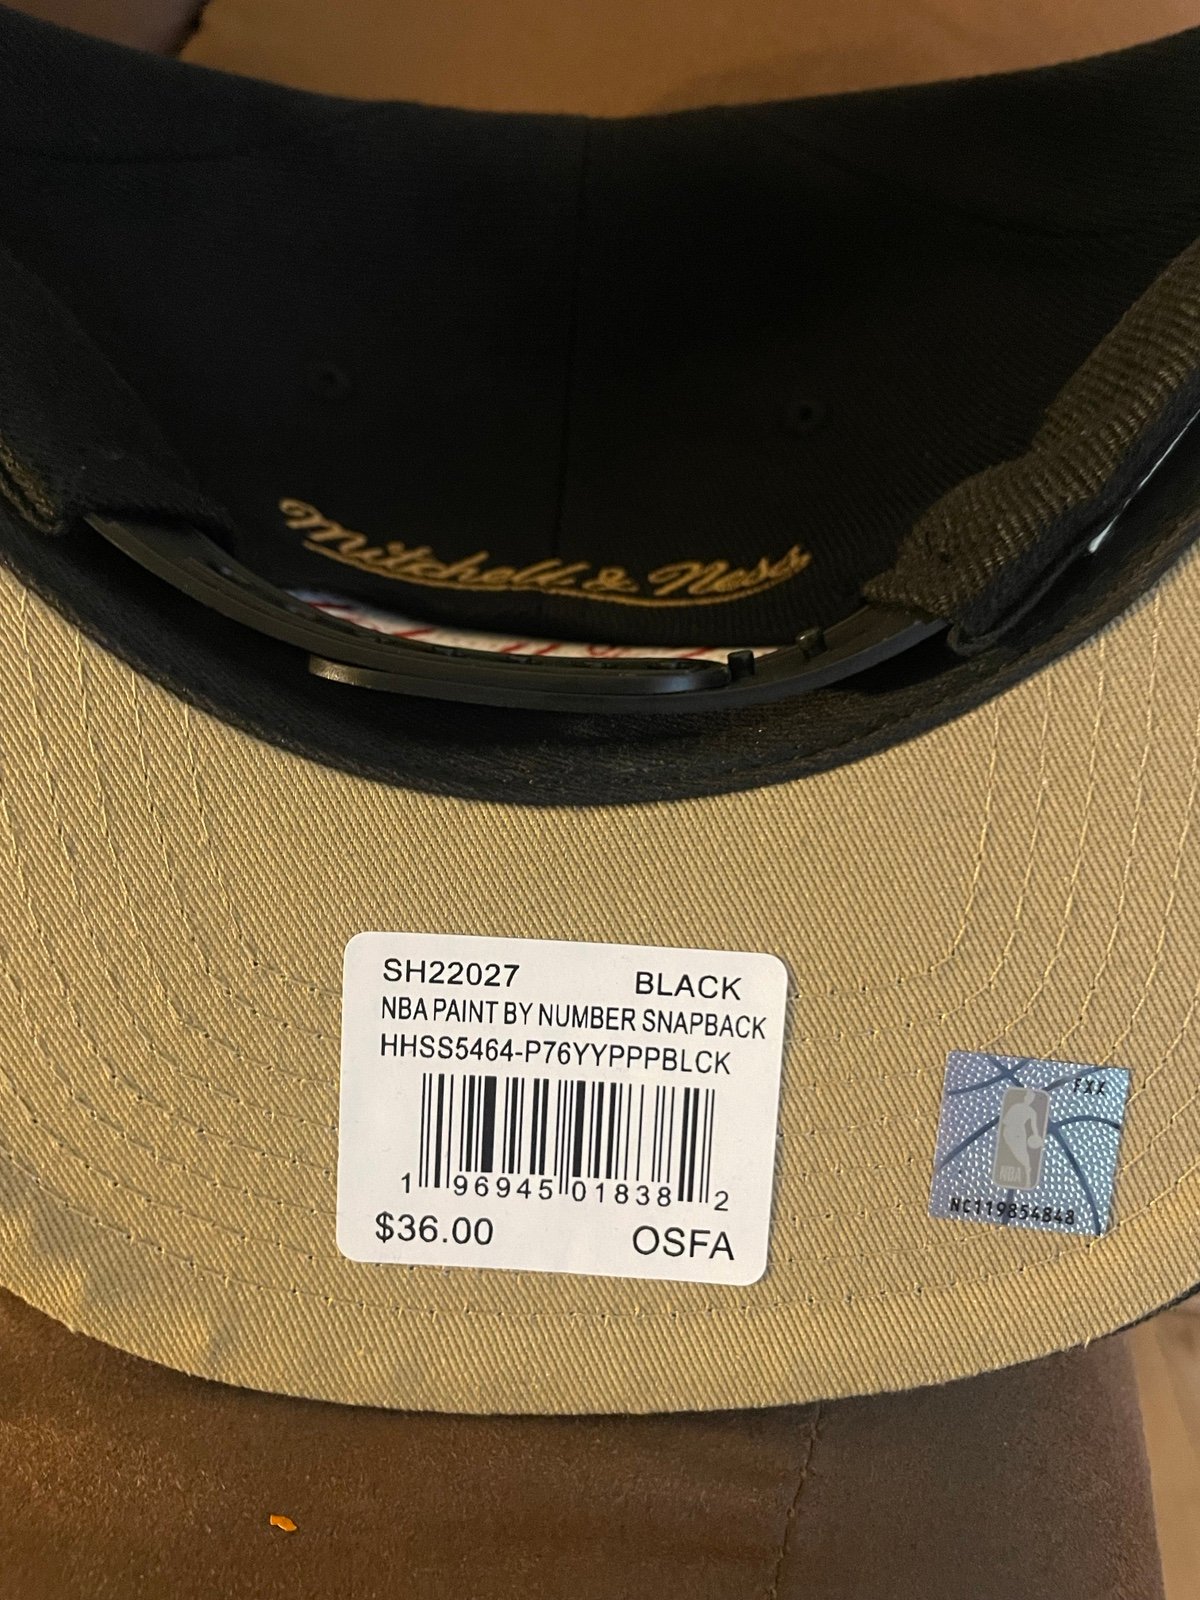 Mitchell & Ness
SH22027 BLACK
NBA PAINT BY NUMBER SNAPBACK
HHSS5464-P76YYPPPBLCK
1 96945 01838 2
$36.00 OSFA
FXX
NBA
NC119854848